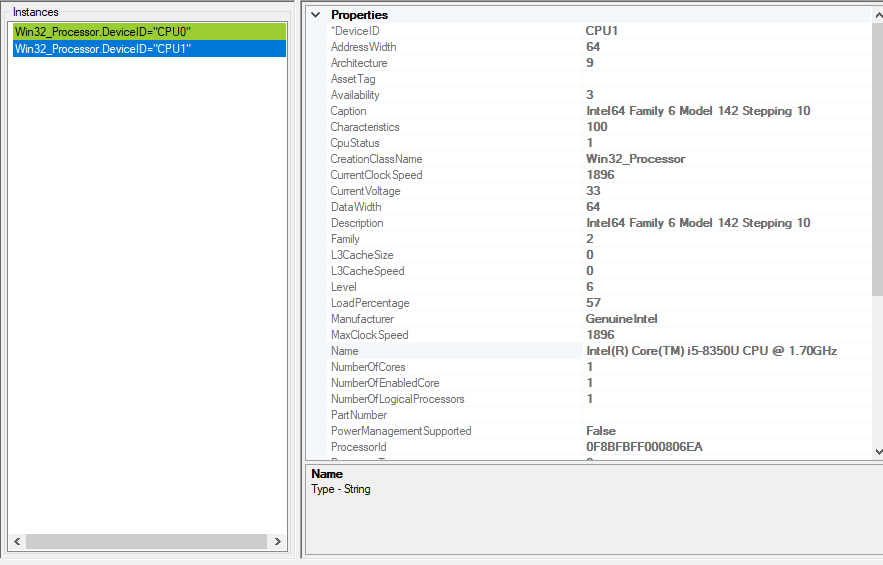 Instances
Win32_Processor.DeviceID="CPU0"
Win32_Processor.DeviceID="CPU1"
Properties
*DeviceID CPU1
AddressWidth 64
Architecture 9
AssetTag
Availability 3
Caption Intel64 Family 6 Model 142 Stepping 10
Characteristics 100
CpuStatus 1
CreationClassName Win32_Processor
CurrentClockSpeed 1896
CurrentVoltage 33
DataWidth 64
Description Intel64 Family 6 Model 142 Stepping 10
Family 2
L3CacheSize 0
L3CacheSpeed 0
Level 6
LoadPercentage 57
Manufacturer GenuineIntel
MaxClockSpeed 1896
Name Intel(R) Core(TM) i5-8350U CPU @ 1.70GHz
NumberOfCores 1
NumberOfEnabledCore 1
NumberOfLogicalProcessors 1
PartNumber
PowerManagementSupported False
ProcessorId 0F8BFBFF000806EA
Name
Type - String